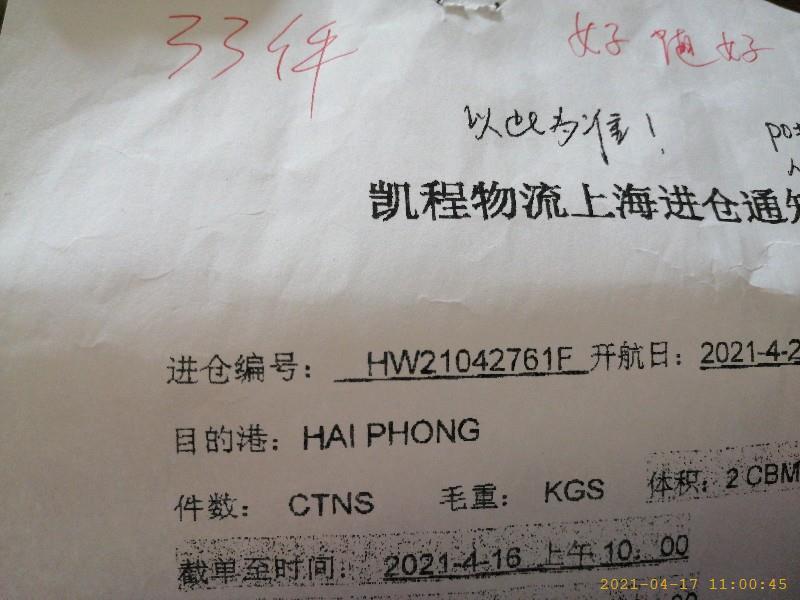 33件
好 随好
以此为准！
凯程物流上海进仓通知
进仓编号： HW21042761F 开航日：2021-4-2
目的港：HAI PHONG
件数： CTNS 毛重： KGS 体积：2 CBM
截单至时间： 2021-4-16 上午 10：00
2021-04-17 11:00:45